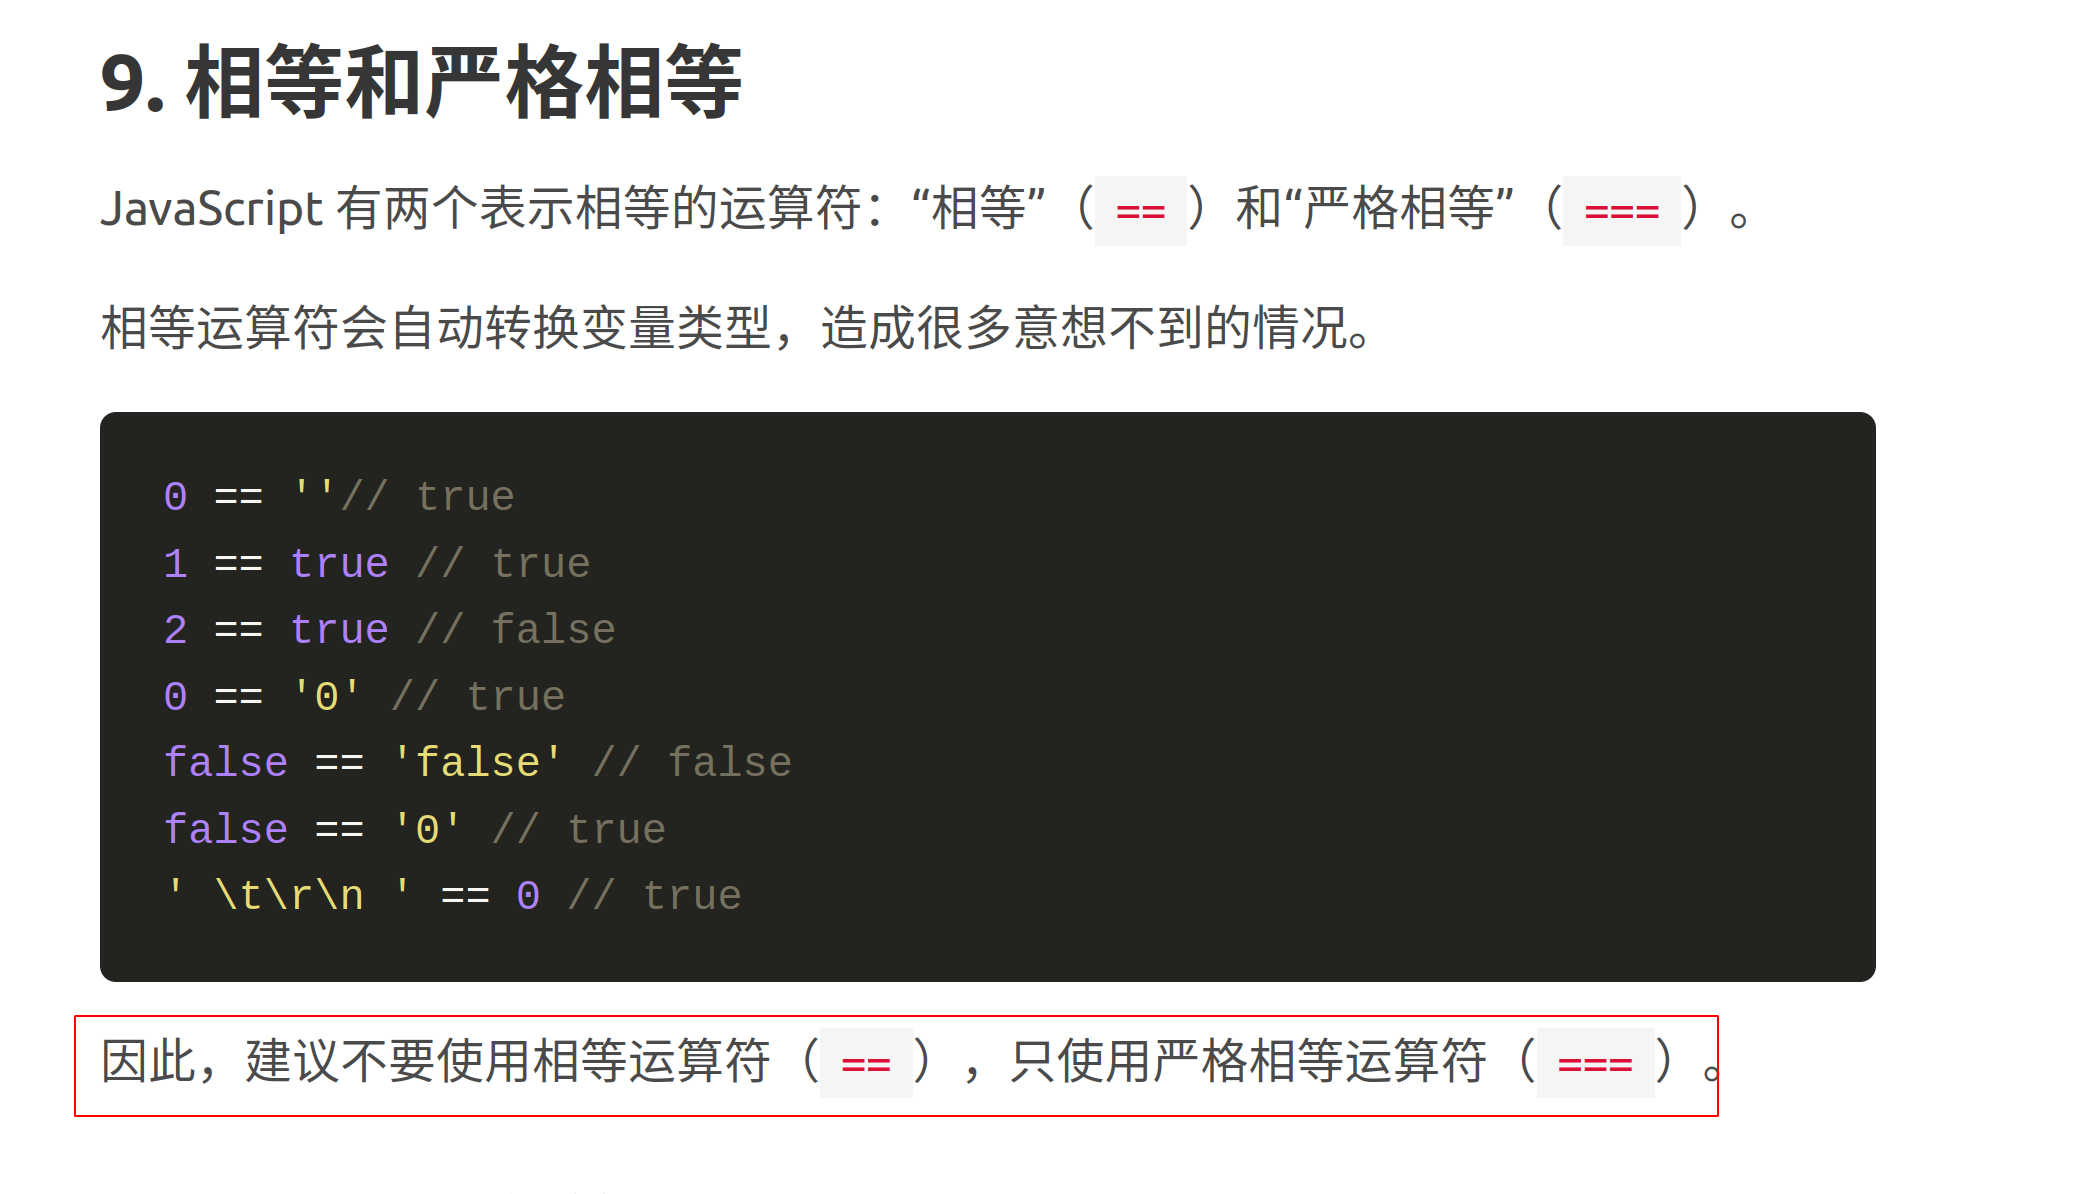 9. 相等和严格相等
JavaScript 有两个表示相等的运算符：“相等”（ == ）和“严格相等”（ === ）。
相等运算符会自动转换变量类型，造成很多意想不到的情况。
0 == ''// true
1 == true // true
2 == true // false
0 == '0' // true
false == 'false' // false
false == '0' // true
' \t\r\n ' == 0 // true
因此，建议不要使用相等运算符（ == ），只使用严格相等运算符（ === ）。